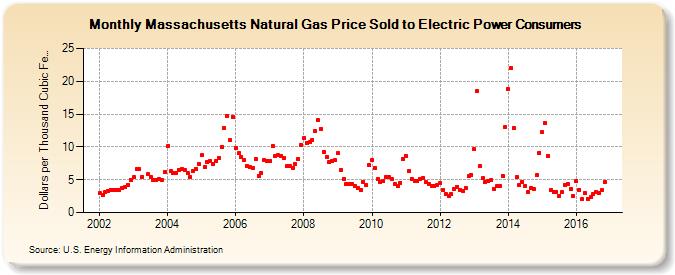 Monthly Massachusetts Natural Gas Price Sold to Electric Power Consumers
Dollars per Thousand Cubic Fe...
25
20
15
10
5
0
2002 2004 2006 2008 2010 2012 2014 2016
Source: U.S. Energy Information Administration